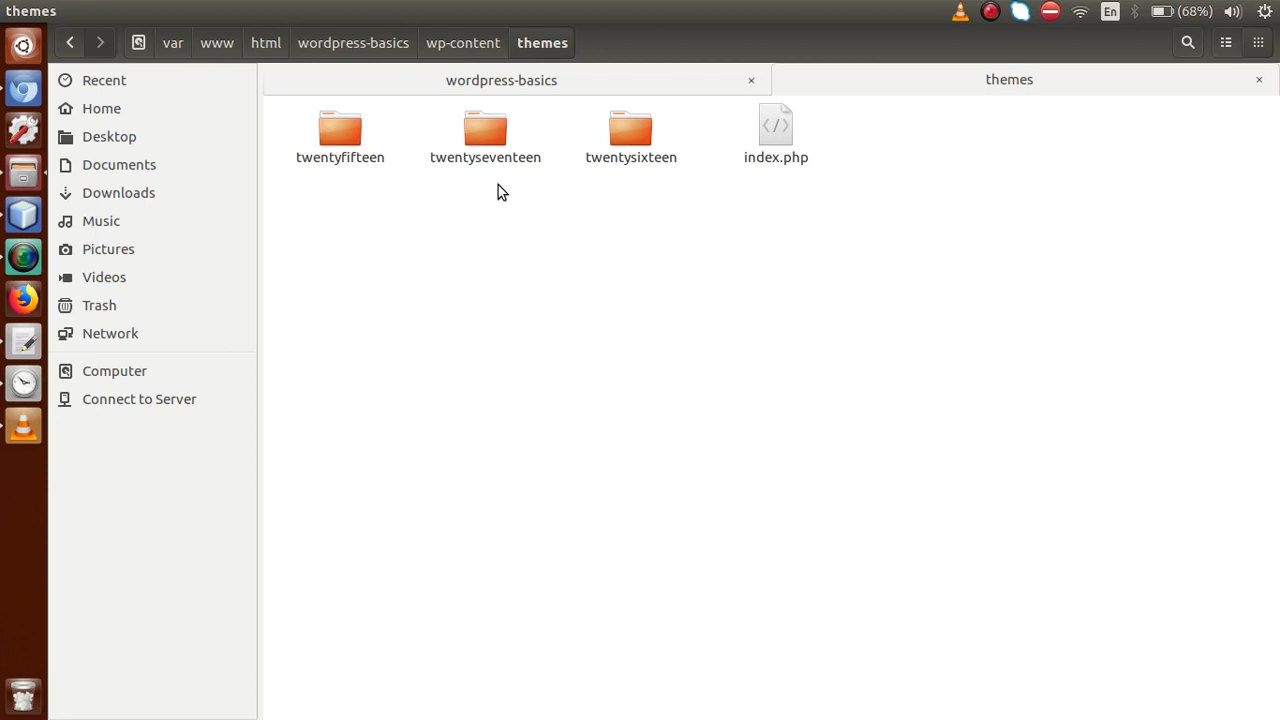 themes
En
(68%)
var
www
html
wordpress-basics
wp-content
themes
wordpress-basics
themes
Recent
Home
Desktop
Documents
Downloads
Music
Pictures
Videos
Trash
Network
Computer
Connect to Server
twentyfifteen
twentyseventeen
twentysixteen
index.php